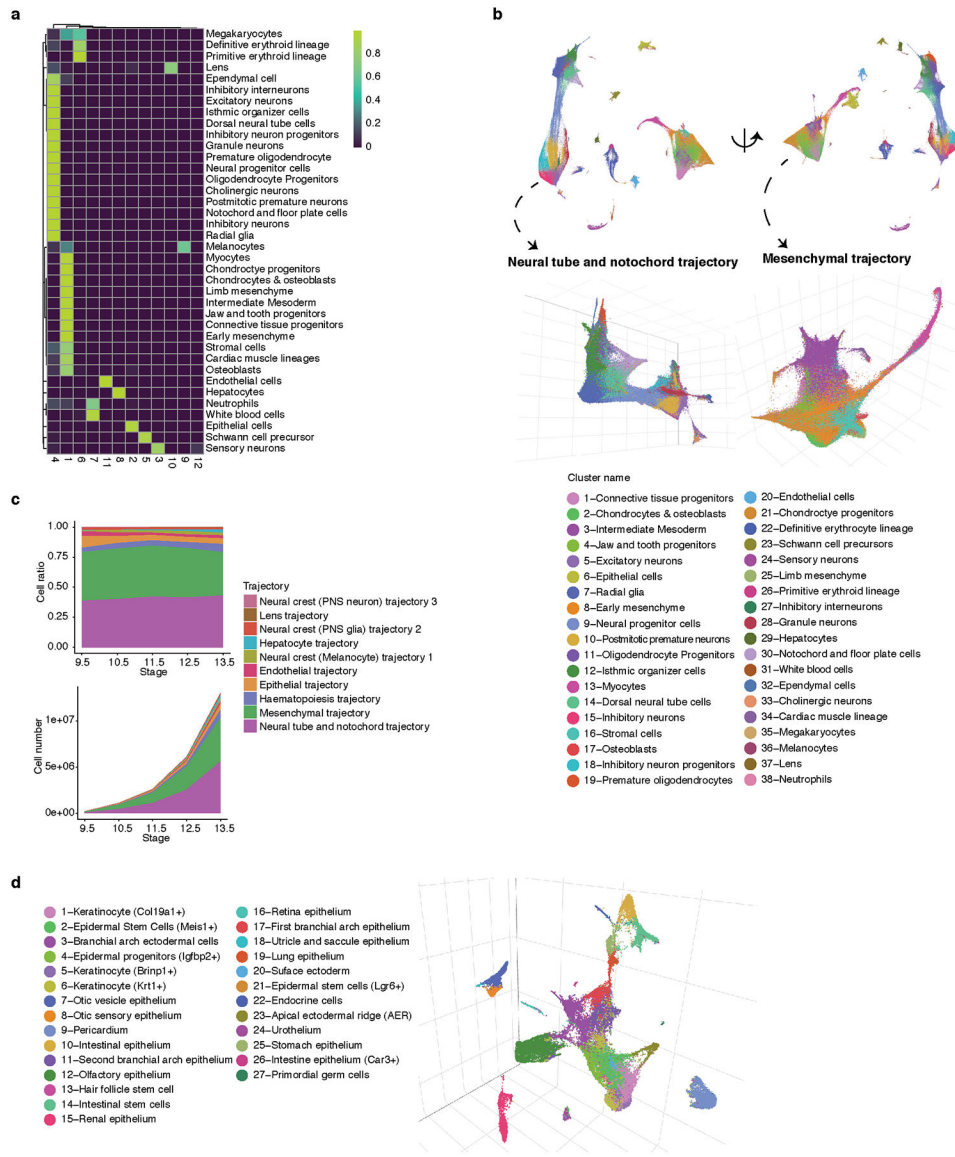 a
Megakaryocytes
Definitive erythroid lineage
Primitive erythroid lineage
Lens
Ependymal cell
Inhibitory interneurons
Excitatory neurons
Isthmic organizer cells
Dorsal neural tube cells
Inhibitory neuron progenitors
Granule neurons
Premature oligodendrocyte
Neural progenitor cells
Oligodendrocyte Progenitors
Cholinergic neurons
Postmitotic premature neurons
Notochord and floor plate cells
Inhibitory neurons
Radial glia
Melanocytes
Myocytes
Chondroctye progenitors
Chondrocytes & osteoblasts
Limb mesenchyme
Intermediate Mesoderm
Jaw and tooth progenitors
Connective tissue progenitors
Early mesenchyme
Stromal cells
Cardiac muscle lineages
Osteoblasts
Endothelial cells
Hepatocytes
Neutrophils
White blood cells
Epithelial cells
Schwann cell precursor
Sensory neurons
4 1 6 7 11 8 2 5 3 10 9 12
0.8
0.6
0.4
0.2
0
b
Neural tube and notochord trajectory
Mesenchymal trajectory
Cluster name
1–Connective tissue progenitors
2–Chondrocytes & osteoblasts
3–Intermediate Mesoderm
4–Jaw and tooth progenitors
5–Excitatory neurons
6–Epithelial cells
7–Radial glia
8–Early mesenchyme
9–Neural progenitor cells
10–Postmitotic premature neurons
11–Oligodendrocyte Progenitors
12–Isthmic organizer cells
13–Myocytes
14–Dorsal neural tube cells
15–Inhibitory neurons
16–Stromal cells
17–Osteoblasts
18–Inhibitory neuron progenitors
19–Premature oligodendrocytes
20–Endothelial cells
21–Chondroctye progenitors
22–Definitive erythrocyte lineage
23–Schwann cell precursors
24–Sensory neurons
25–Limb mesenchyme
26–Primitive erythroid lineage
27–Inhibitory interneurons
28–Granule neurons
29–Hepatocytes
30–Notochord and floor plate cells
31–White blood cells
32–Ependymal cells
33–Cholinergic neurons
34–Cardiac muscle lineage
35–Megakaryocytes
36–Melanocytes
37–Lens
38–Neutrophils
c
Cell ratio
1.00
0.75
0.50
0.25
0.00
9.5 10.5 11.5 12.5 13.5
Stage
Cell number
1e+07
5e+06
0e+00
9.5 10.5 11.5 12.5 13.5
Stage
Trajectory
Neural crest (PNS neuron) trajectory 3
Lens trajectory
Neural crest (PNS glia) trajectory 2
Hepatocyte trajectory
Neural crest (Melanocyte) trajectory 1
Endothelial trajectory
Epithelial trajectory
Haematopoiesis trajectory
Mesenchymal trajectory
Neural tube and notochord trajectory
d
1–Keratinocyte (Col19a1+)
2–Epidermal Stem Cells (Meis1+)
3–Branchial arch ectodermal cells
4–Epidermal progenitors (Igfbp2+)
5–Keratinocyte (Brinp1+)
6–Keratinocyte (Krt1+)
7–Otic vesicle epithelium
8–Otic sensory epithelium
9–Pericardium
10–Intestinal epithelium
11–Second branchial arch epithelium
12–Olfactory epithelium
13–Hair follicle stem cell
14–Intestinal stem cells
15–Renal epithelium
16–Retina epithelium
17–First branchial arch epithelium
18–Utricle and saccule epithelium
19–Lung epithelium
20–Suface ectoderm
21–Epidermal stem cells (Lgr6+)
22–Endocrine cells
23–Apical ectodermal ridge (AER)
24–Urothelium
25–Stomach epithelium
26–Intestine epithelium (Car3+)
27–Primordial germ cells